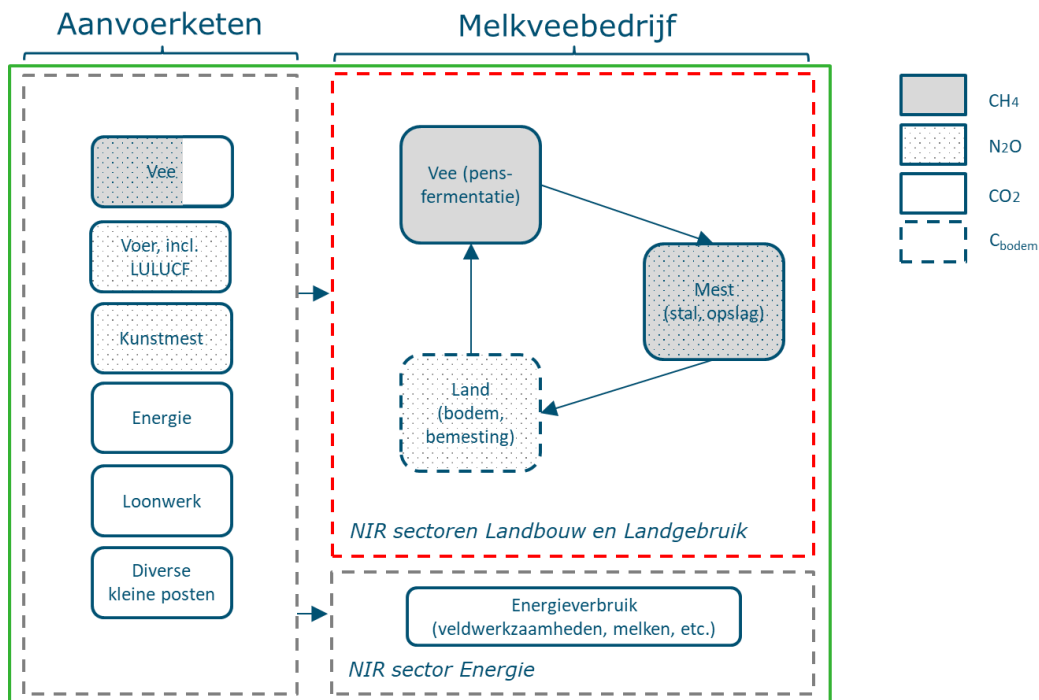 Aanvoerketen
Melkveebedrijf
Vee
Voer, incl.
LULUCF
Kunstmest
Energie
Loonwerk
Diverse
kleine posten
Vee (pens-
fermentatie)
Mest
(stal, opslag)
Land
(bodem,
bemesting)
NIR sectoren Landbouw en Landgebruik
Energieverbruik
(veldwerkzaamheden, melken, etc.)
NIR sector Energie
CH4
N2O
CO2
Cbodem